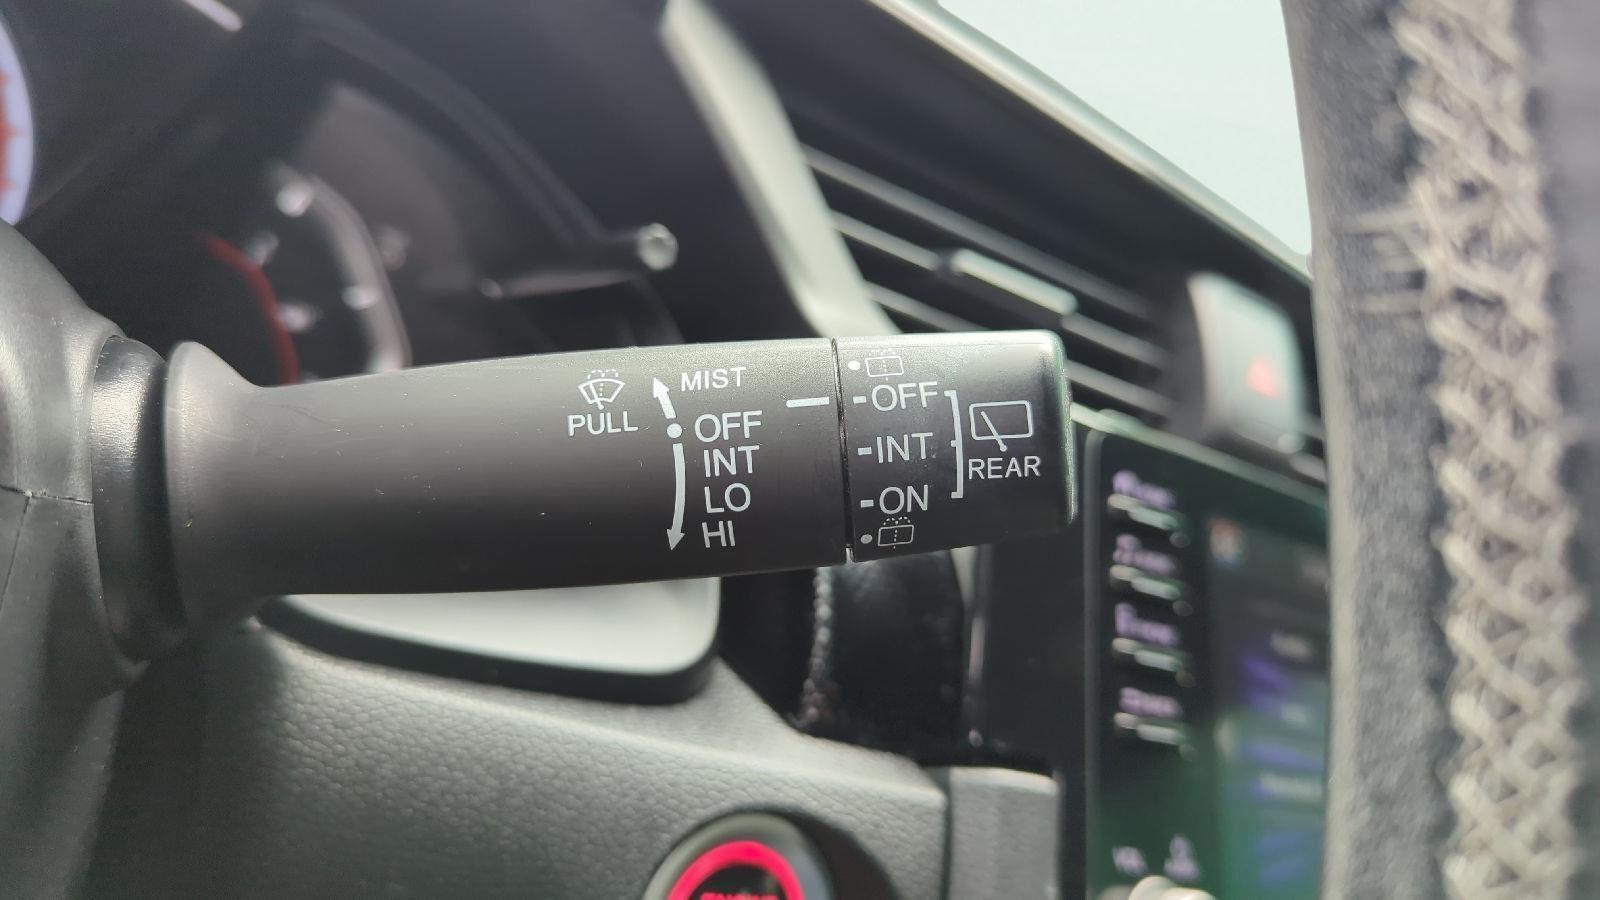 MIST
PULL
OFF
INT
LO
HI
OFF
INT
ON
REAR